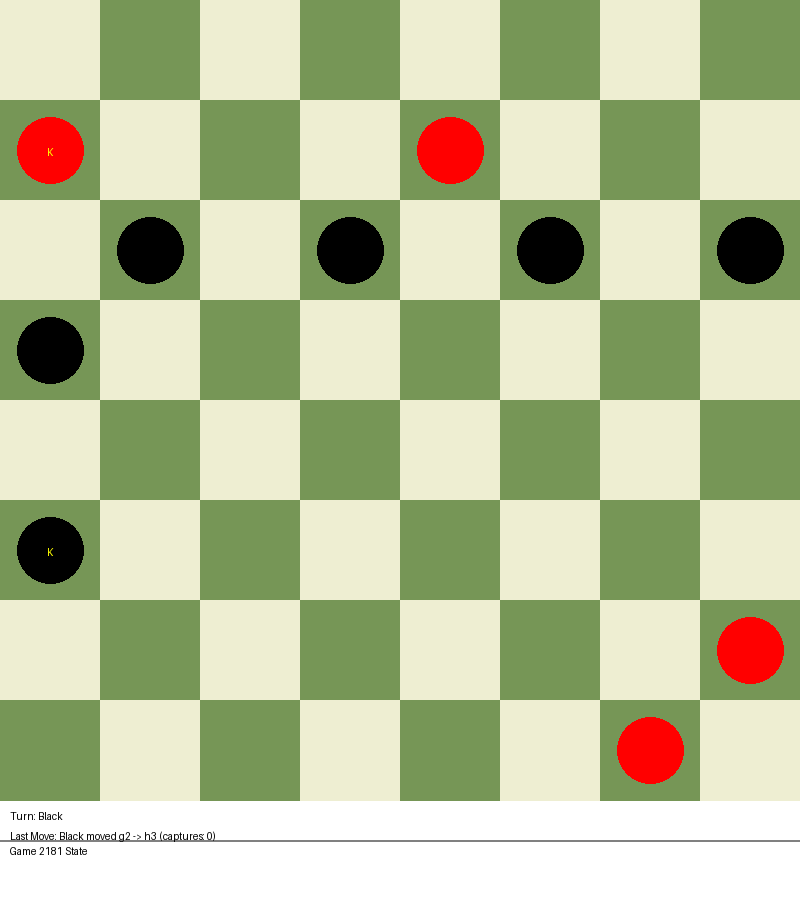 K
K
Turn: Black
Last Move: Black moved g2 -> h3 (captures: 0)
Game 2181 State